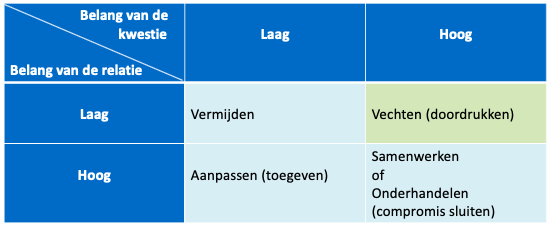 Belang van de
kwestie
Belang van de relatie
Laag
Hoog
Laag
Vermijden
Vechten (doordrukken)
Hoog
Aanpassen (toegeven)
Samenwerken
of
Onderhandelen
(compromis sluiten)